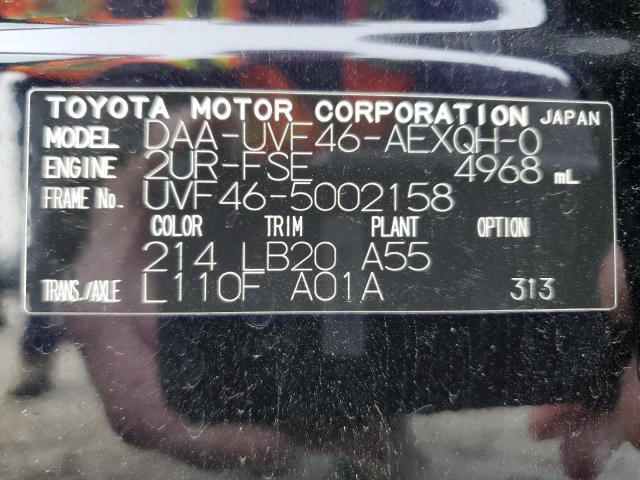 TOYOTA MOTOR CORPORATION JAPAN
MODEL DAA-UVF46-AEXQH-0
ENGINE 2UR-FSE 4968 mL
FRAME No. UVF46-5002158
COLOR TRIM PLANT OPTION
214 LB20 A55
TRANS./AXLE L110F A01A 313